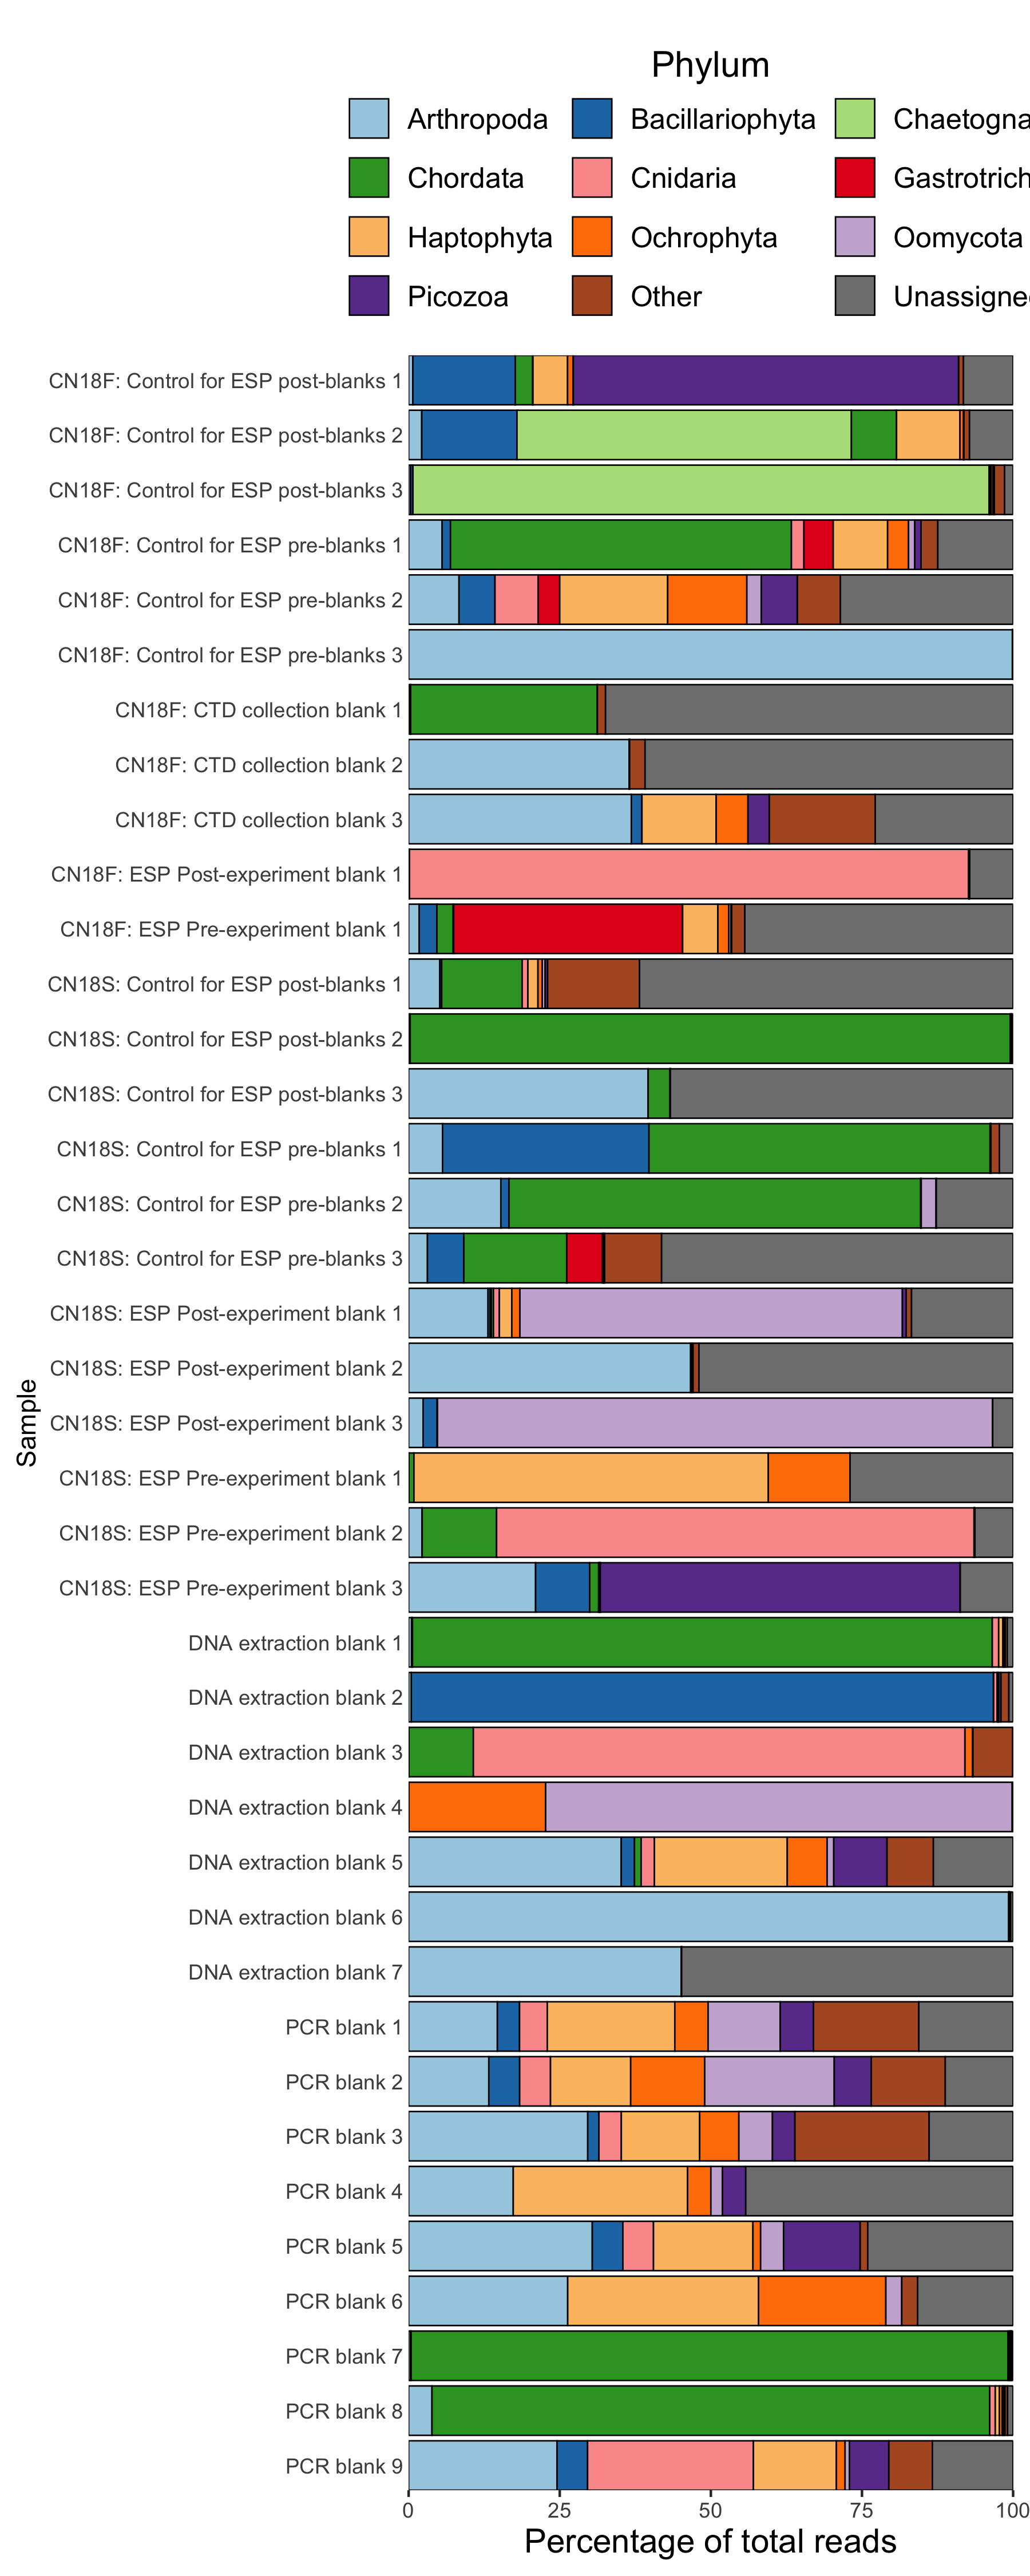 Phylum
Arthropoda Bacillariophyta Chaetogna
Chordata Cnidaria Gastrotrich
Haptophyta Ochrophyta Oomycota
Picozoa Other Unassigne
CN18F: Control for ESP post-blanks 1
CN18F: Control for ESP post-blanks 2
CN18F: Control for ESP post-blanks 3
CN18F: Control for ESP pre-blanks 1
CN18F: Control for ESP pre-blanks 2
CN18F: Control for ESP pre-blanks 3
CN18F: CTD collection blank 1
CN18F: CTD collection blank 2
CN18F: CTD collection blank 3
CN18F: ESP Post-experiment blank 1
CN18F: ESP Pre-experiment blank 1
CN18S: Control for ESP post-blanks 1
CN18S: Control for ESP post-blanks 2
CN18S: Control for ESP post-blanks 3
CN18S: Control for ESP pre-blanks 1
CN18S: Control for ESP pre-blanks 2
CN18S: Control for ESP pre-blanks 3
CN18S: ESP Post-experiment blank 1
CN18S: ESP Post-experiment blank 2
CN18S: ESP Post-experiment blank 3
CN18S: ESP Pre-experiment blank 1
CN18S: ESP Pre-experiment blank 2
CN18S: ESP Pre-experiment blank 3
DNA extraction blank 1
DNA extraction blank 2
DNA extraction blank 3
DNA extraction blank 4
DNA extraction blank 5
DNA extraction blank 6
DNA extraction blank 7
PCR blank 1
PCR blank 2
PCR blank 3
PCR blank 4
PCR blank 5
PCR blank 6
PCR blank 7
PCR blank 8
PCR blank 9
Sample
0 25 50 75 100
Percentage of total reads